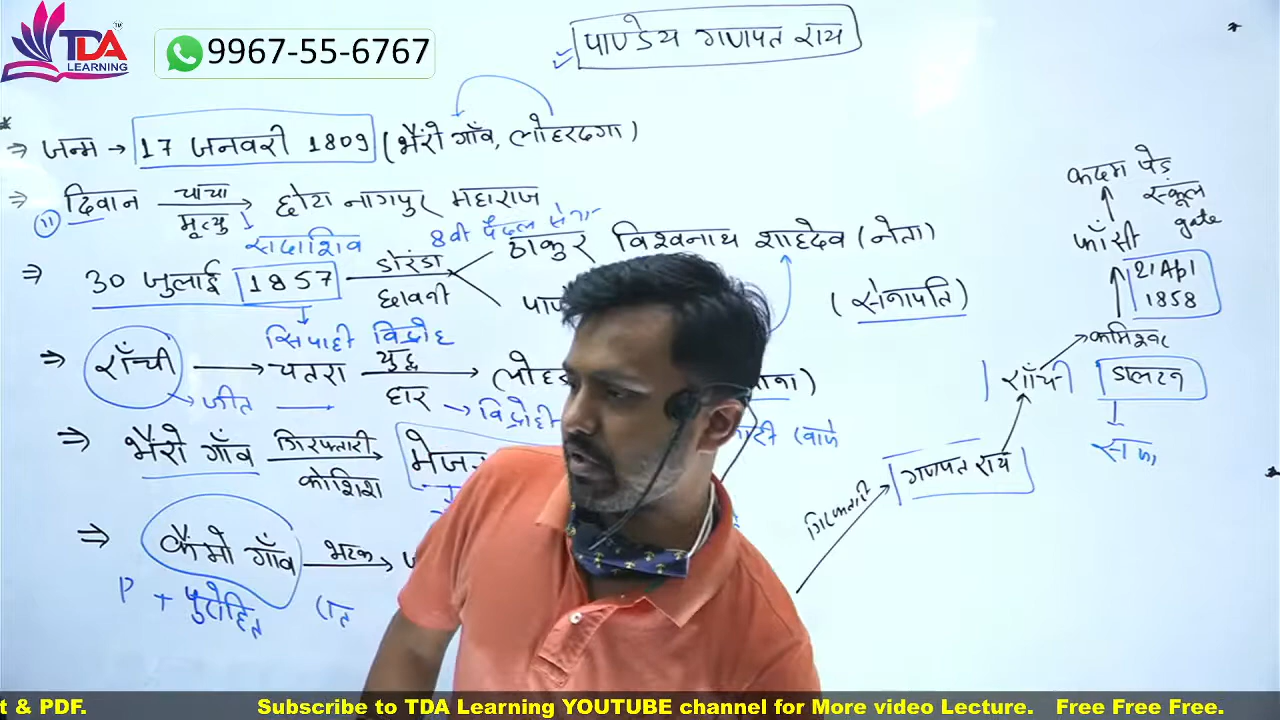 TDA
LEARNING
9967-55-6767
पाण्डेय गणपत राय
⇒ जन्म → 17 जनवरी 1809 (भैंरो गाँव, लोहरदगा)
⇒ दिवान चाचा मृत्यु → छोटा नागपुर महाराज
सदाशिव
8वी पैदल
⇒ 30 जुलाई 1857 डोरंडा छावनी
ठाकुर विश्वनाथ शाहदेव (नेता)
(सेनापति)
सिपाही विद्रोह
⇒ राँची → चतरा युद्ध हार →
→ जीत → विद्रोही
⇒ भैंरो गाँव गिरफ्तारी कोशिश →
⇒ कैमो गाँव भटक →
P + पुरोहित रात
गिरफ्तारी
गणपत राय
राँची
कमिश्नर
डाल्टन
21 Apl
1858
फाँसी
कदम पेड़
स्कूल
gate
t & PDF. Subscribe to TDA Learning YOUTUBE channel for More video Lecture. Free Free Free.